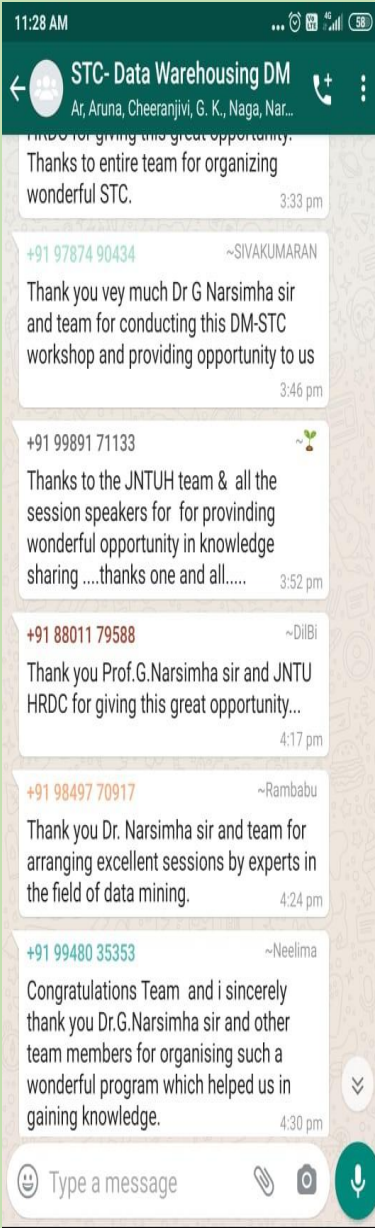 11:28 AM
... Vo LTE 4G 58
STC- Data Warehousing DM
Ar, Aruna, Cheeranjivi, G. K., Naga, Nar...
HRDC for giving this great opportunity.
Thanks to entire team for organizing
wonderful STC.
3:33 pm
+91 97874 90434 ~SIVAKUMARAN
Thank you vey much Dr G Narsimha sir
and team for conducting this DM-STC
workshop and providing opportunity to us
3:46 pm
+91 99891 71133 ~🌱
Thanks to the JNTUH team & all the
session speakers for for provinding
wonderful opportunity in knowledge
sharing ....thanks one and all.....
3:52 pm
+91 88011 79588 ~DilBi
Thank you Prof.G.Narsimha sir and JNTU
HRDC for giving this great opportunity...
4:17 pm
+91 98497 70917 ~Rambabu
Thank you Dr. Narsimha sir and team for
arranging excellent sessions by experts in
the field of data mining.
4:24 pm
+91 99480 35353 ~Neelima
Congratulations Team and i sincerely
thank you Dr.G.Narsimha sir and other
team members for organising such a
wonderful program which helped us in
gaining knowledge.
4:30 pm
Type a message